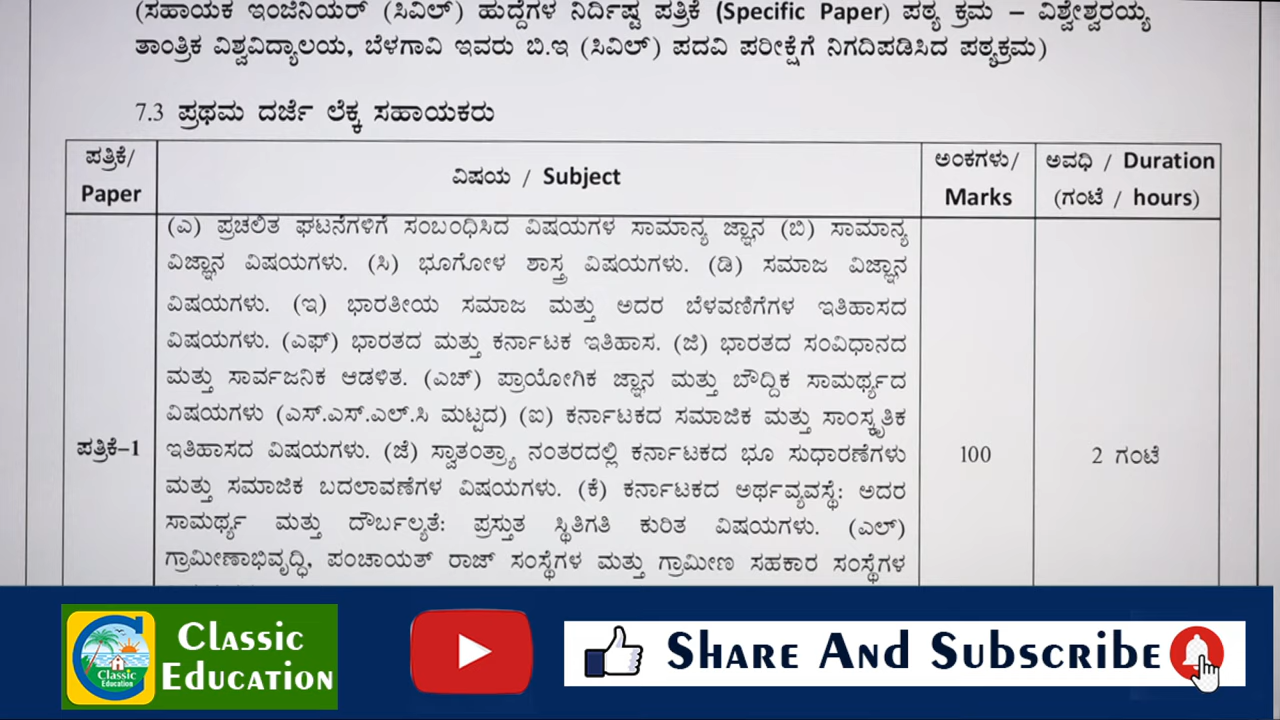 (ಸಹಾಯಕ ಇಂಜಿನಿಯರ್ (ಸಿವಿಲ್) ಹುದ್ದೆಗಳ ನಿರ್ದಿಷ್ಟ ಪತ್ರಿಕೆ (Specific Paper) ಪಠ್ಯ ಕ್ರಮ – ವಿಶ್ವೇಶ್ವರಯ್ಯ
ತಾಂತ್ರಿಕ ವಿಶ್ವವಿದ್ಯಾಲಯ, ಬೆಳಗಾವಿ ಇವರು ಬಿ.ಇ (ಸಿವಿಲ್) ಪದವಿ ಪರೀಕ್ಷೆಗೆ ನಿಗದಿಪಡಿಸಿದ ಪಠ್ಯಕ್ರಮ)
7.3 ಪ್ರಥಮ ದರ್ಜೆ ಲೆಕ್ಕ ಸಹಾಯಕರು
ಪತ್ರಿಕೆ/
Paper
ವಿಷಯ / Subject
ಅಂಕಗಳು/
Marks
ಅವಧಿ / Duration
(ಗಂಟೆ / hours)
ಪತ್ರಿಕೆ–1
(ಎ) ಪ್ರಚಲಿತ ಘಟನೆಗಳಿಗೆ ಸಂಬಂಧಿಸಿದ ವಿಷಯಗಳ ಸಾಮಾನ್ಯ ಜ್ಞಾನ (ಬಿ) ಸಾಮಾನ್ಯ
ವಿಜ್ಞಾನ ವಿಷಯಗಳು. (ಸಿ) ಭೂಗೋಳ ಶಾಸ್ತ್ರ ವಿಷಯಗಳು. (ಡಿ) ಸಮಾಜ ವಿಜ್ಞಾನ
ವಿಷಯಗಳು. (ಇ) ಭಾರತೀಯ ಸಮಾಜ ಮತ್ತು ಅದರ ಬೆಳವಣಿಗೆಗಳ ಇತಿಹಾಸದ
ವಿಷಯಗಳು. (ಎಫ್) ಭಾರತದ ಮತ್ತು ಕರ್ನಾಟಕ ಇತಿಹಾಸ. (ಜಿ) ಭಾರತದ ಸಂವಿಧಾನದ
ಮತ್ತು ಸಾರ್ವಜನಿಕ ಆಡಳಿತ. (ಎಚ್) ಪ್ರಾಯೋಗಿಕ ಜ್ಞಾನ ಮತ್ತು ಬೌದ್ದಿಕ ಸಾಮರ್ಥ್ಯದ
ವಿಷಯಗಳು (ಎಸ್.ಎಸ್.ಎಲ್.ಸಿ ಮಟ್ಟದ) (ಐ) ಕರ್ನಾಟಕದ ಸಮಾಜಿಕ ಮತ್ತು ಸಾಂಸ್ಕೃತಿಕ
ಇತಿಹಾಸದ ವಿಷಯಗಳು. (ಜೆ) ಸ್ವಾತಂತ್ರ್ಯಾ ನಂತರದಲ್ಲಿ ಕರ್ನಾಟಕದ ಭೂ ಸುಧಾರಣೆಗಳು
ಮತ್ತು ಸಮಾಜಿಕ ಬದಲಾವಣೆಗಳ ವಿಷಯಗಳು. (ಕೆ) ಕರ್ನಾಟಕದ ಅರ್ಥವ್ಯವಸ್ಥೆ: ಅದರ
ಸಾಮರ್ಥ್ಯ ಮತ್ತು ದೌರ್ಬಲ್ಯತೆ: ಪ್ರಸ್ತುತ ಸ್ಥಿತಿಗತಿ ಕುರಿತ ವಿಷಯಗಳು. (ಎಲ್)
ಗ್ರಾಮೀಣಾಭಿವೃದ್ಧಿ, ಪಂಚಾಯತ್ ರಾಜ್ ಸಂಸ್ಥೆಗಳ ಮತ್ತು ಗ್ರಾಮೀಣ ಸಹಕಾರ ಸಂಸ್ಥೆಗಳ
100
2 ಗಂಟೆ
Classic
Education
Classic
Education
Share And Subscribe